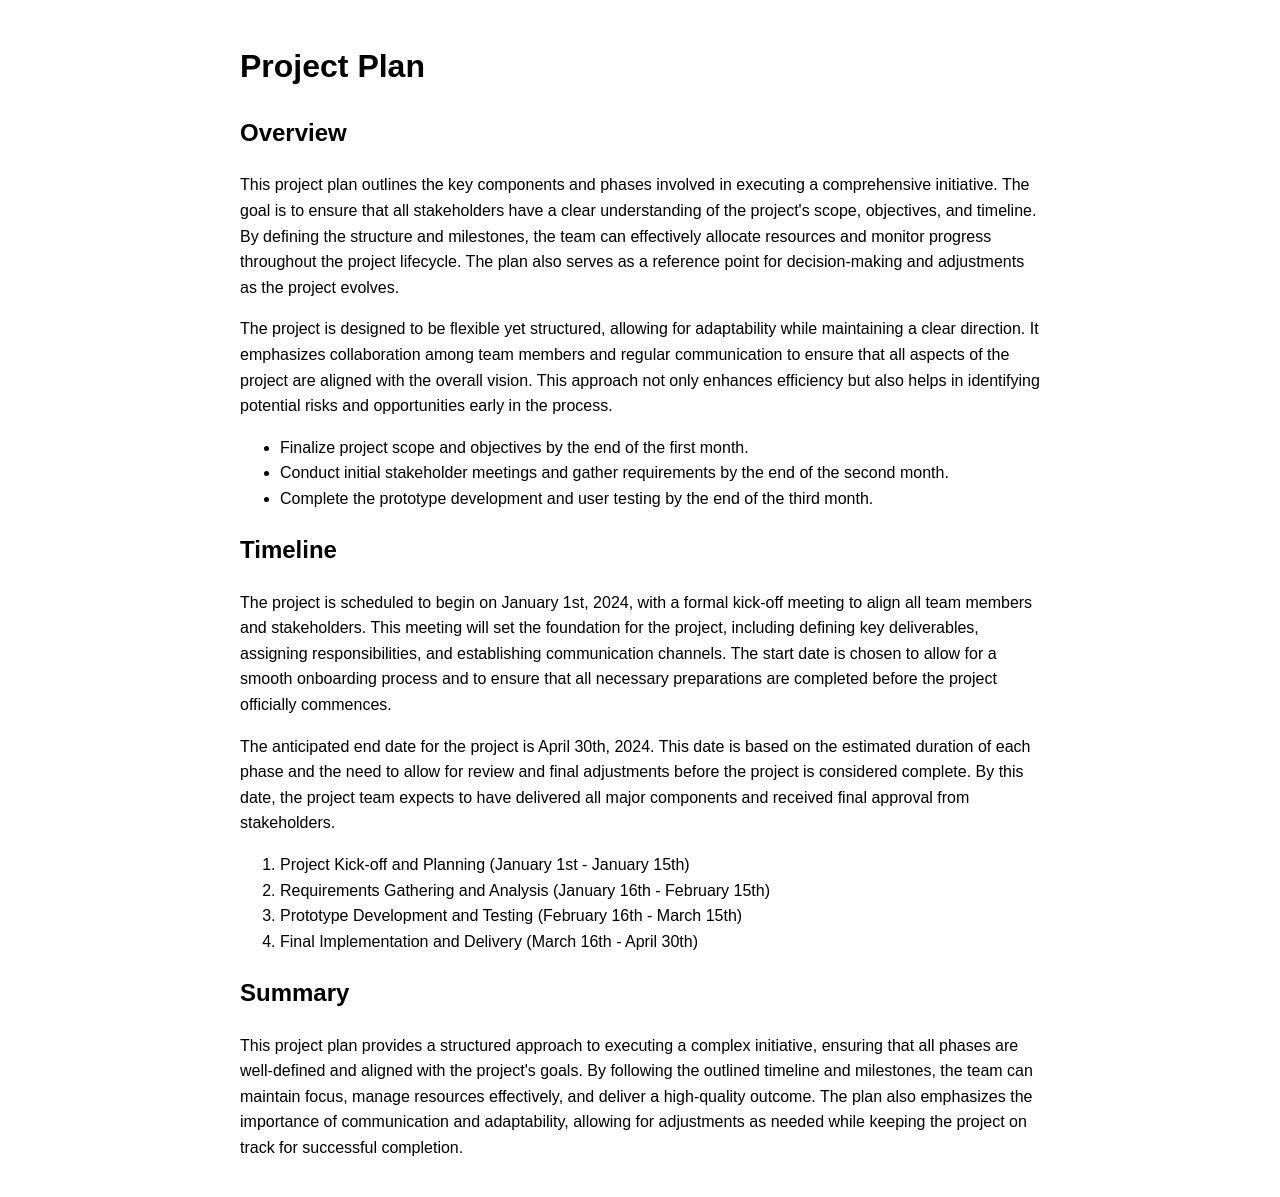 Project Plan
Overview
This project plan outlines the key components and phases involved in executing a comprehensive initiative. The
goal is to ensure that all stakeholders have a clear understanding of the project's scope, objectives, and timeline.
By defining the structure and milestones, the team can effectively allocate resources and monitor progress
throughout the project lifecycle. The plan also serves as a reference point for decision-making and adjustments
as the project evolves.
The project is designed to be flexible yet structured, allowing for adaptability while maintaining a clear direction. It
emphasizes collaboration among team members and regular communication to ensure that all aspects of the
project are aligned with the overall vision. This approach not only enhances efficiency but also helps in identifying
potential risks and opportunities early in the process.
• Finalize project scope and objectives by the end of the first month.
• Conduct initial stakeholder meetings and gather requirements by the end of the second month.
• Complete the prototype development and user testing by the end of the third month.
Timeline
The project is scheduled to begin on January 1st, 2024, with a formal kick-off meeting to align all team members
and stakeholders. This meeting will set the foundation for the project, including defining key deliverables,
assigning responsibilities, and establishing communication channels. The start date is chosen to allow for a
smooth onboarding process and to ensure that all necessary preparations are completed before the project
officially commences.
The anticipated end date for the project is April 30th, 2024. This date is based on the estimated duration of each
phase and the need to allow for review and final adjustments before the project is considered complete. By this
date, the project team expects to have delivered all major components and received final approval from
stakeholders.
1. Project Kick-off and Planning (January 1st - January 15th)
2. Requirements Gathering and Analysis (January 16th - February 15th)
3. Prototype Development and Testing (February 16th - March 15th)
4. Final Implementation and Delivery (March 16th - April 30th)
Summary
This project plan provides a structured approach to executing a complex initiative, ensuring that all phases are
well-defined and aligned with the project's goals. By following the outlined timeline and milestones, the team can
maintain focus, manage resources effectively, and deliver a high-quality outcome. The plan also emphasizes the
importance of communication and adaptability, allowing for adjustments as needed while keeping the project on
track for successful completion.